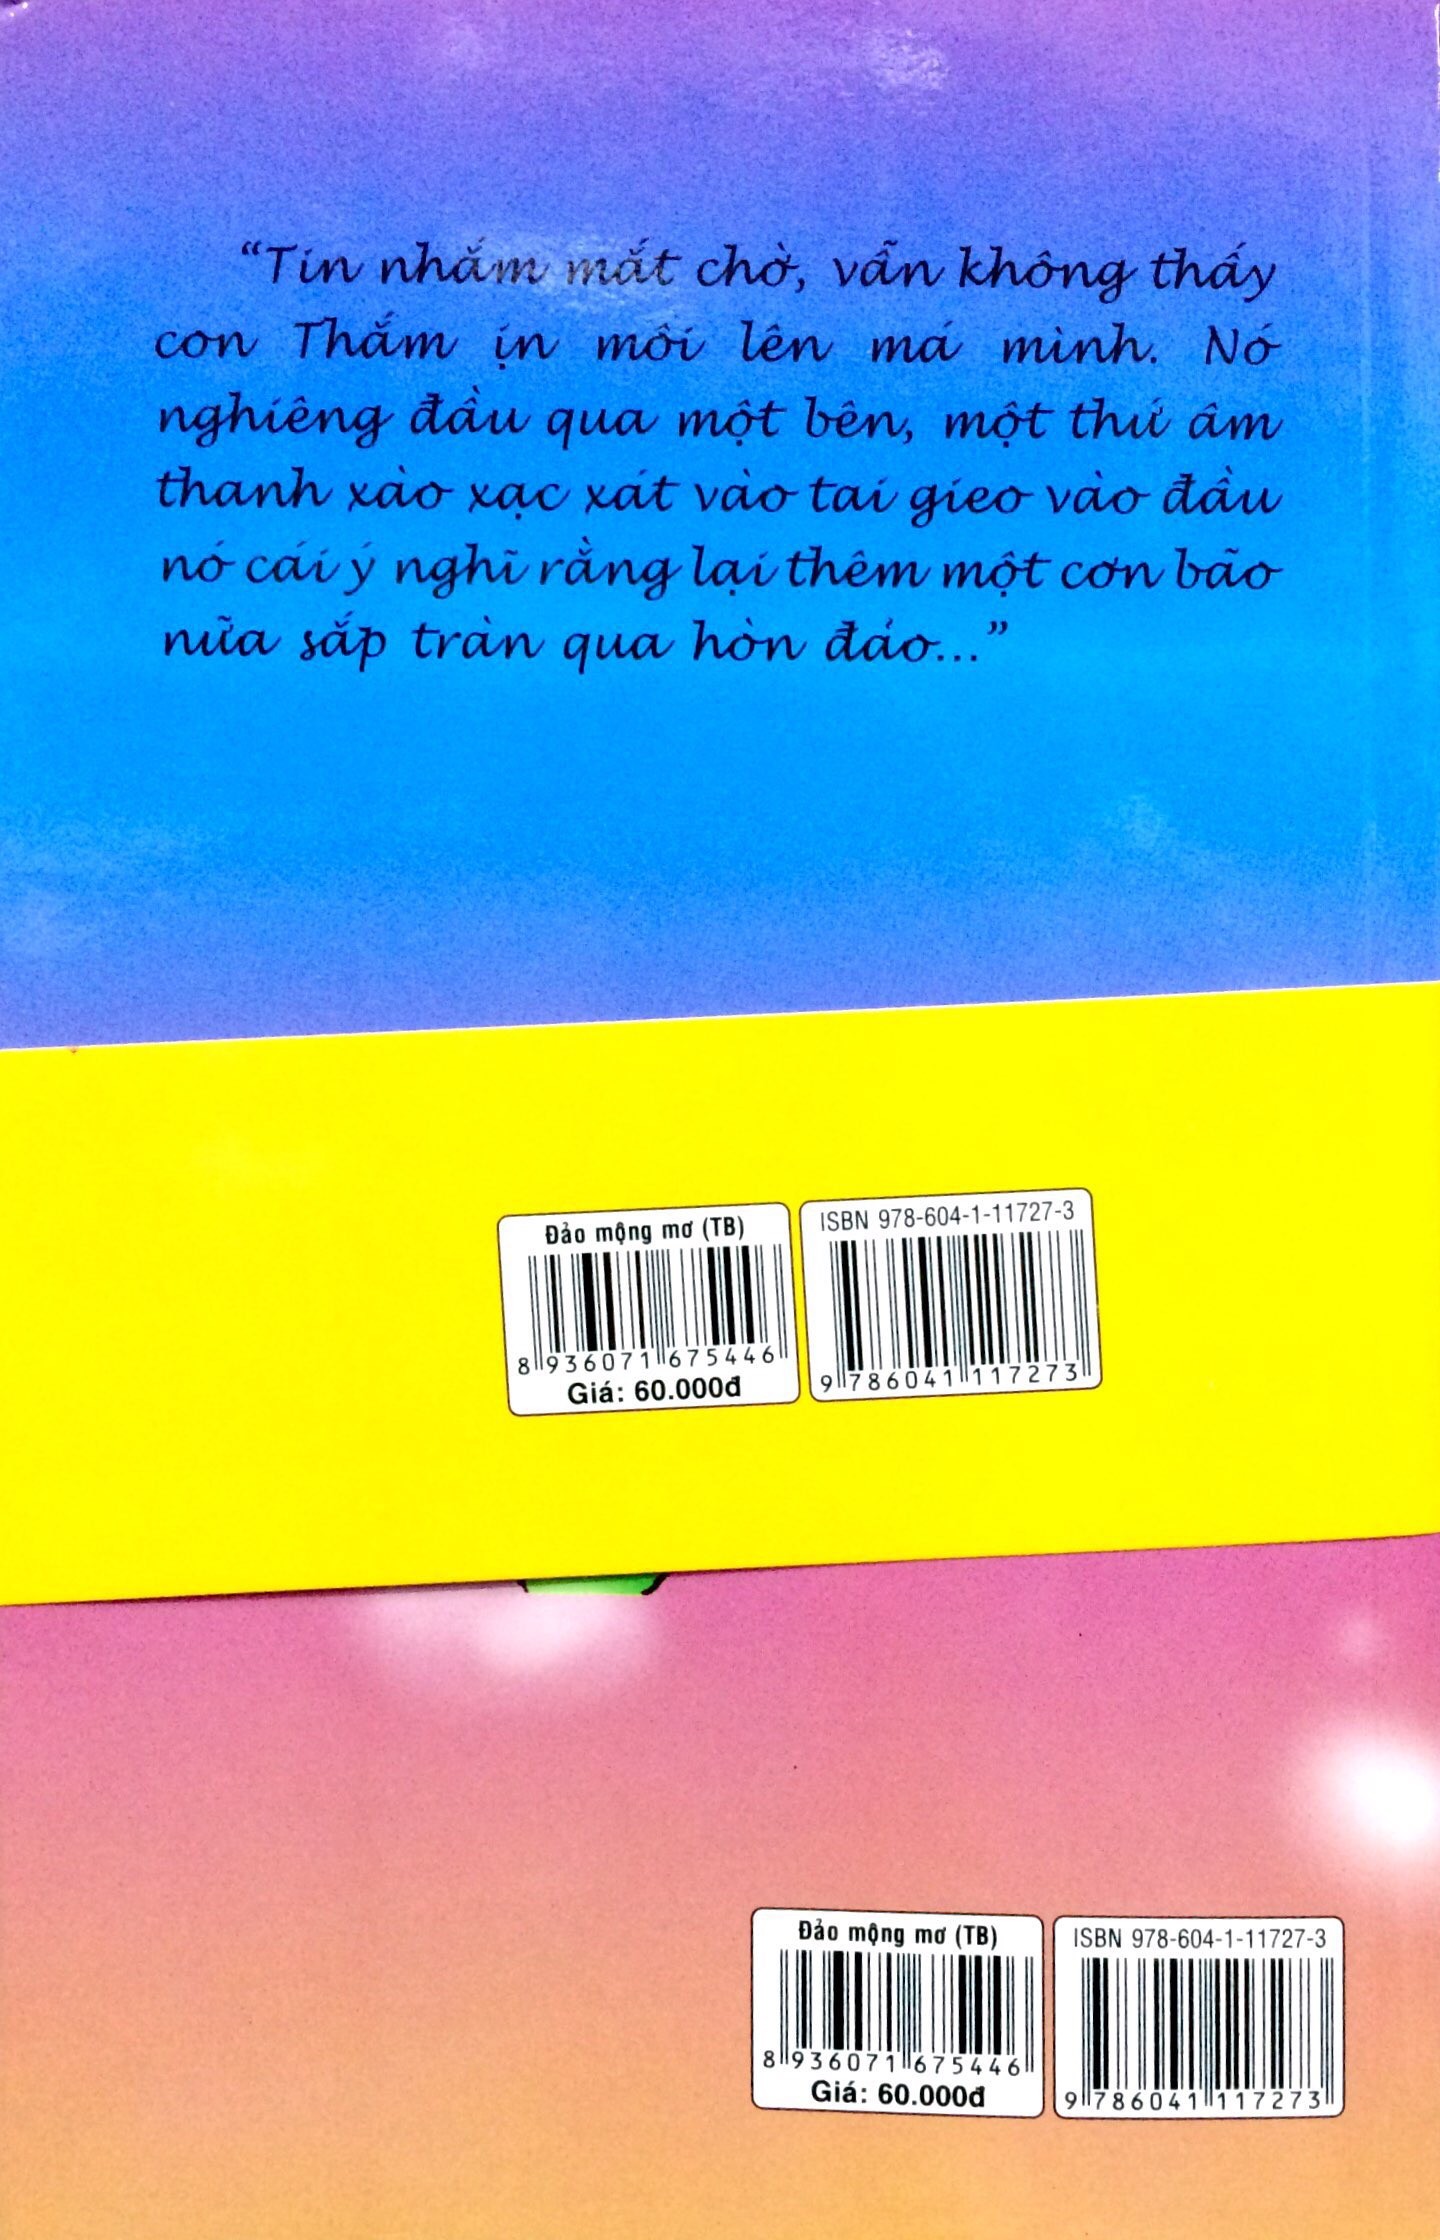 “Tin nhắm mắt chờ, vẫn không thấy
con Thắm ịn môi lên má mình. Nó
nghiêng đầu qua một bên, một thứ âm
thanh xào xạc xát vào tai gieo vào đầu
nó cái ý nghĩ rằng lại thêm một cơn bão
nữa sắp tràn qua hòn đảo...”
Đảo mộng mơ (TB)
8 936071 675446
Giá: 60.000đ
ISBN 978-604-1-11727-3
9 786041 117273
Đảo mộng mơ (TB)
8 936071 675446
Giá: 60.000đ
ISBN 978-604-1-11727-3
9 786041 117273